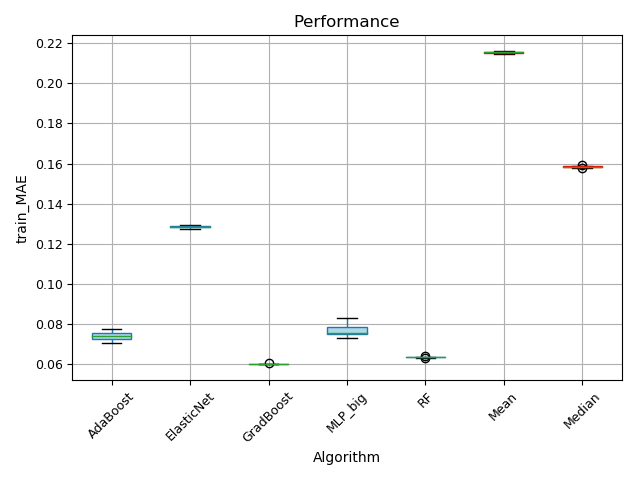 Performance
0.22
0.20
0.18
0.16
0.14
0.12
0.10
0.08
0.06
train_MAE
AdaBoost
ElasticNet
GradBoost
MLP_big
RF
Mean
Median
Algorithm